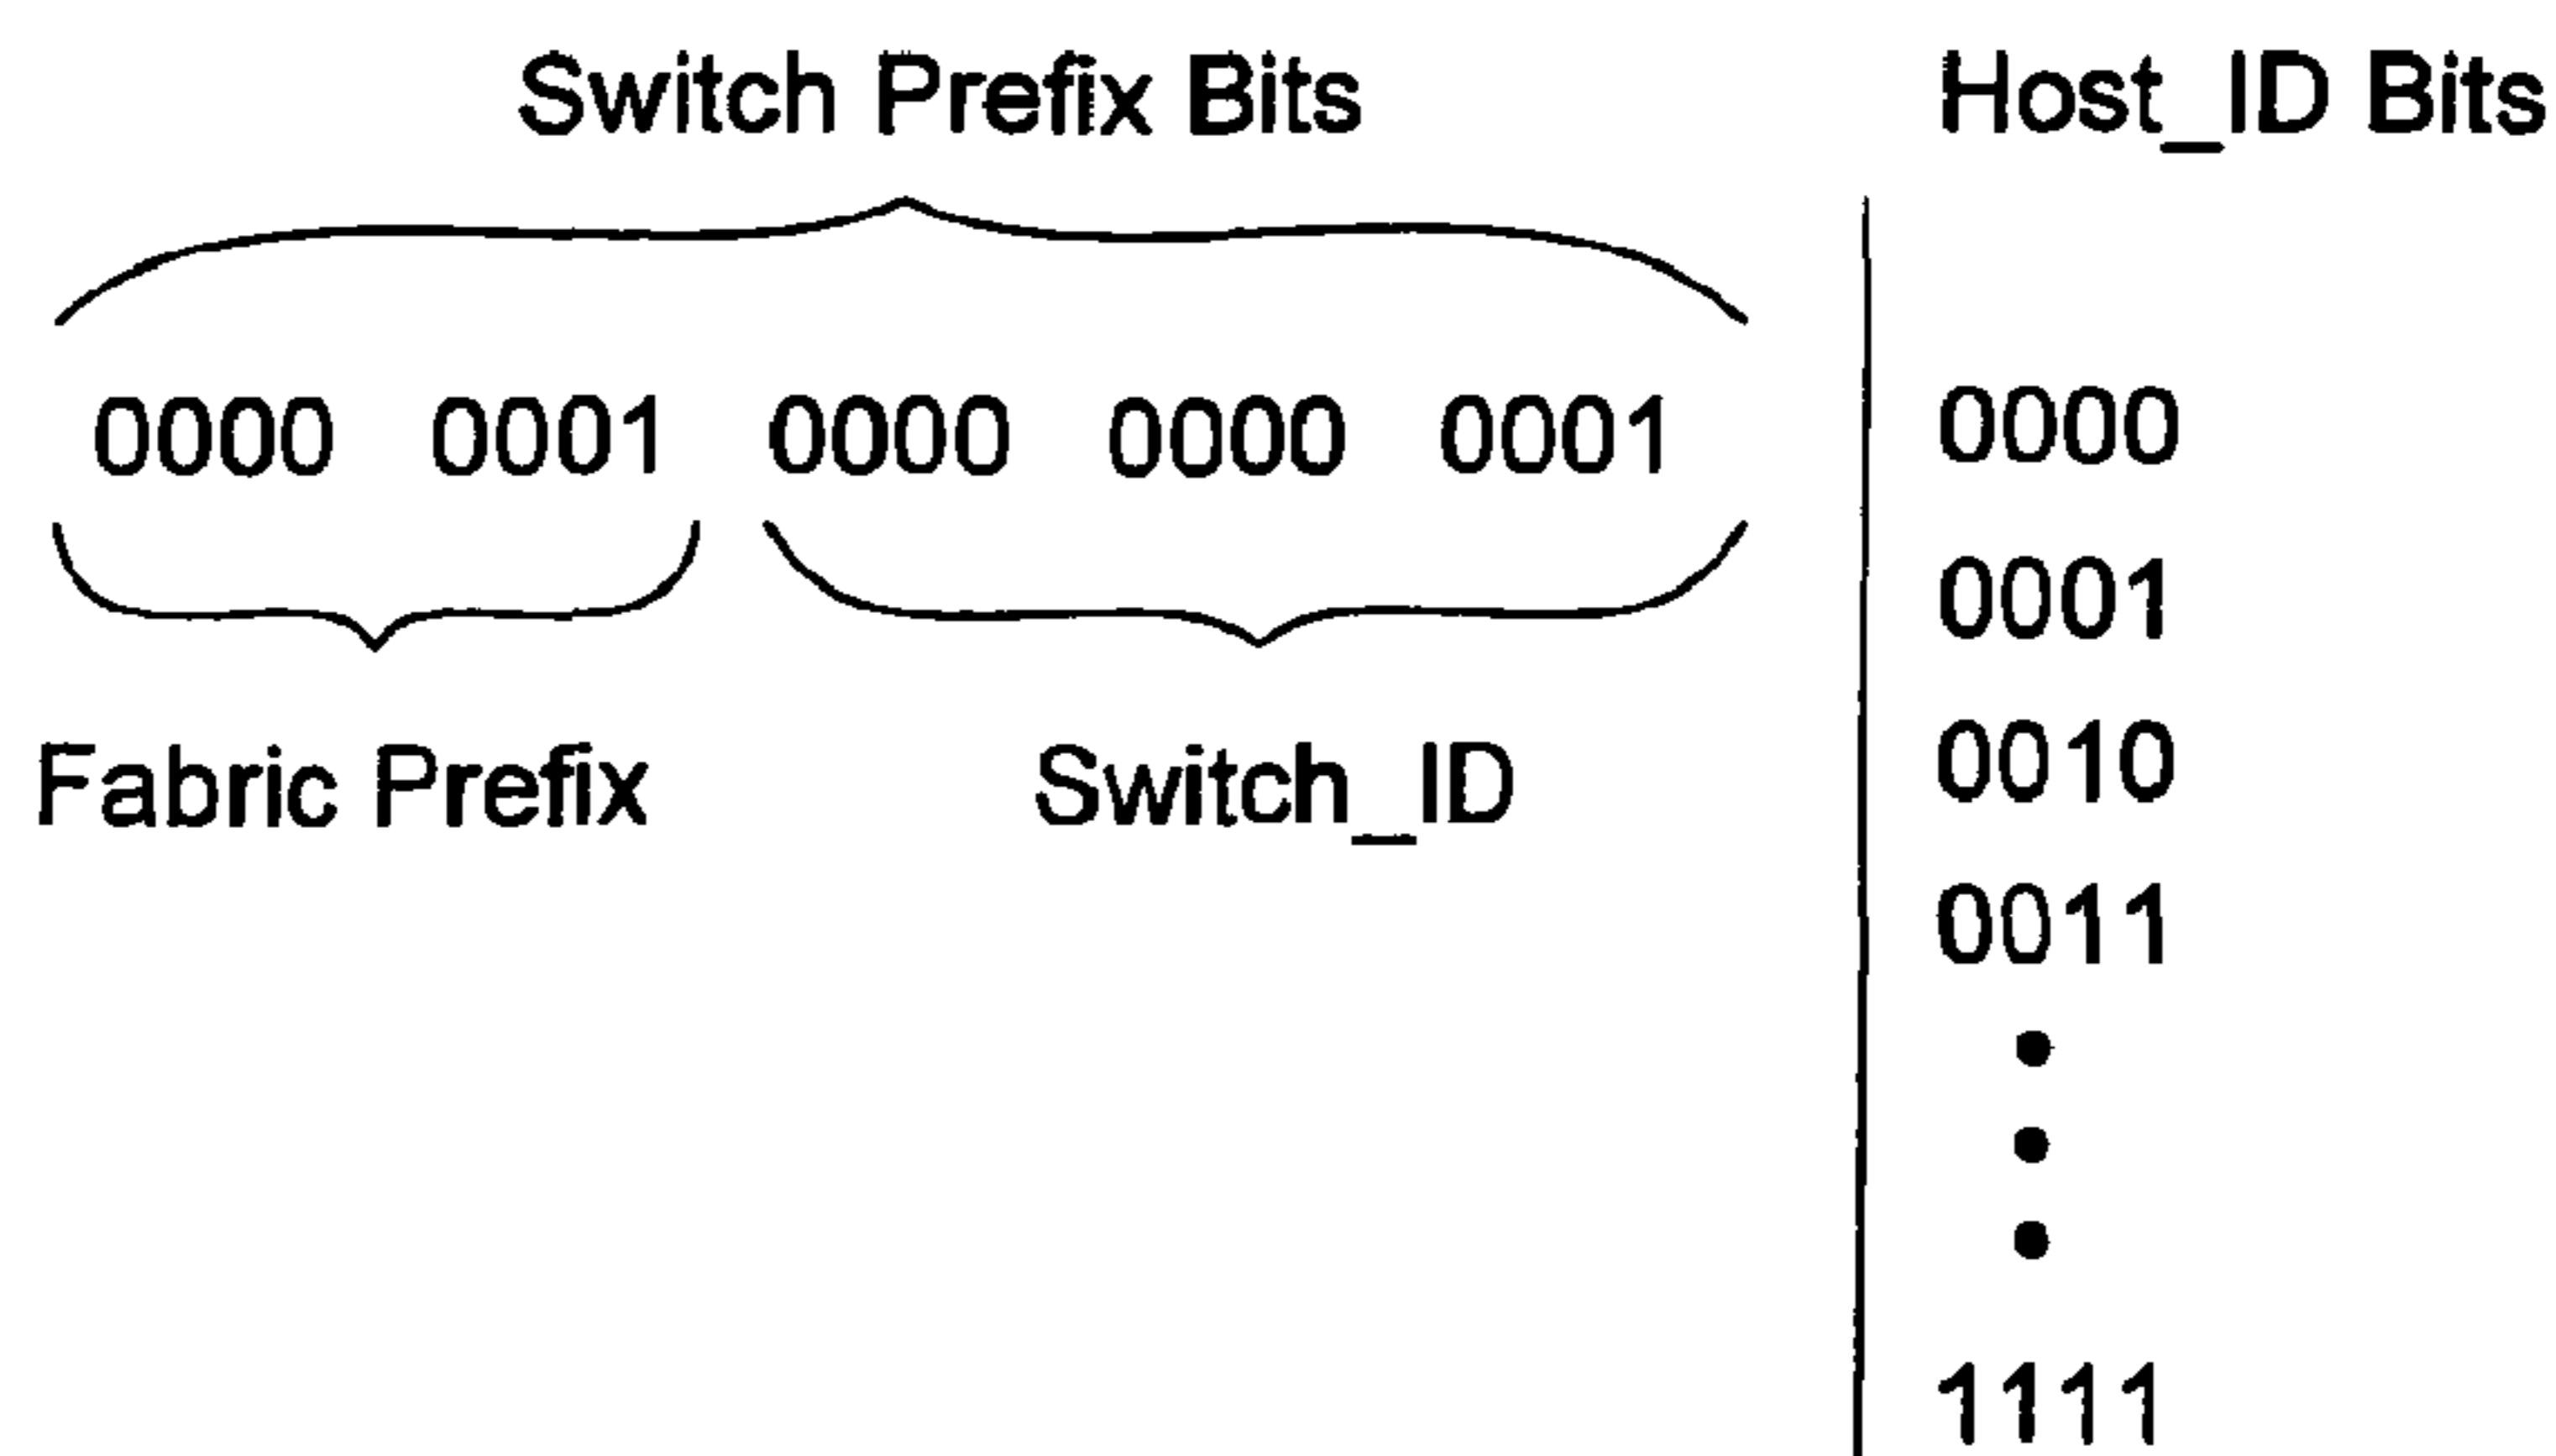 Switch Prefix Bits Host_ID Bits
0000 0001 0000 0000 0001 0000
0001
Fabric Prefix Switch_ID 0010
0011
1111